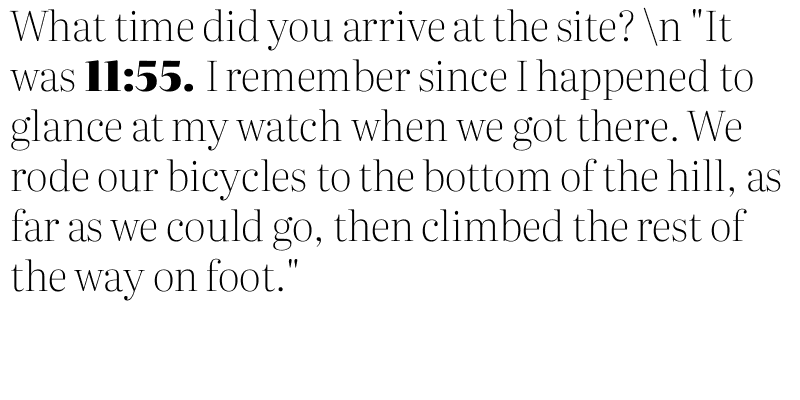 What time did you arrive at the site? \n "It
was 11:55. I remember since I happened to
glance at my watch when we got there. We
rode our bicycles to the bottom of the hill, as
far as we could go, then climbed the rest of
the way on foot."